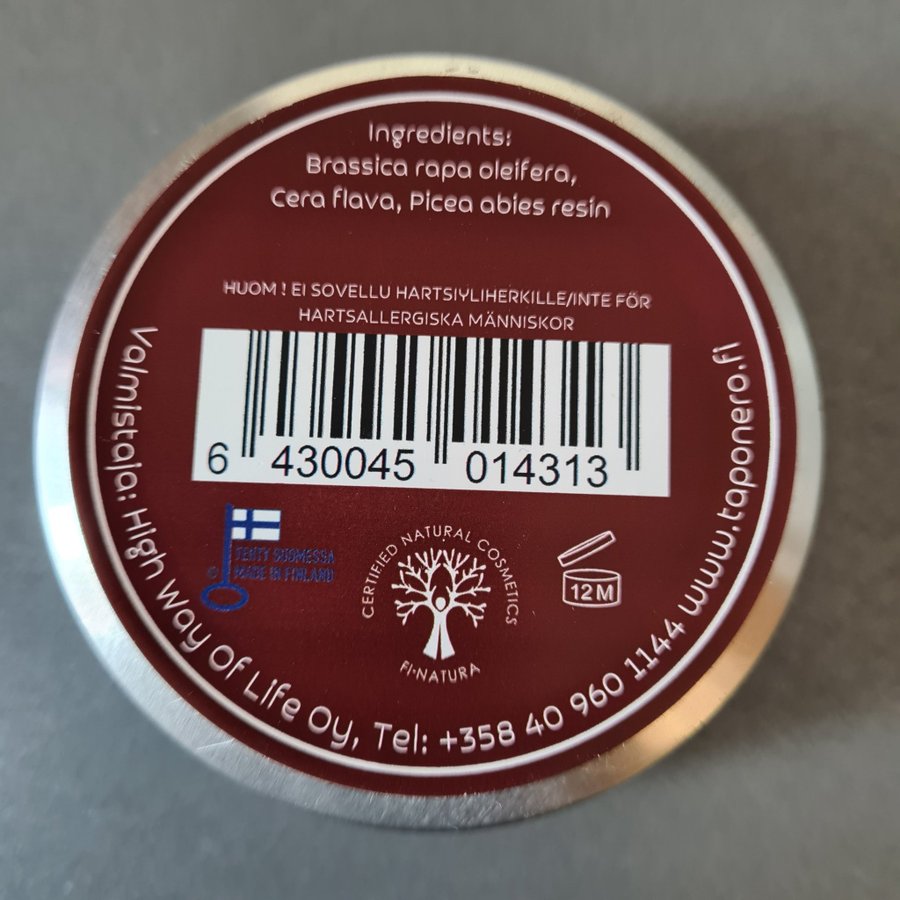 Ingredients:
Brassica rapa oleifera,
Cera flava, Picea abies resin
HUOM ! EI SOVELLU HARTSIYLIHERKILLE/INTE FÖR
HARTSALLERGISKA MÄNNISKOR
6 430045 014313
TEHTY SUOMESSA
© MADE IN FINLAND
CERTIFIED NATURAL COSMETICS
FI-NATURA
12 M
Valmistaja: High Way Of Life Oy, Tel: +358 40 960 1144 www.taponero.fi